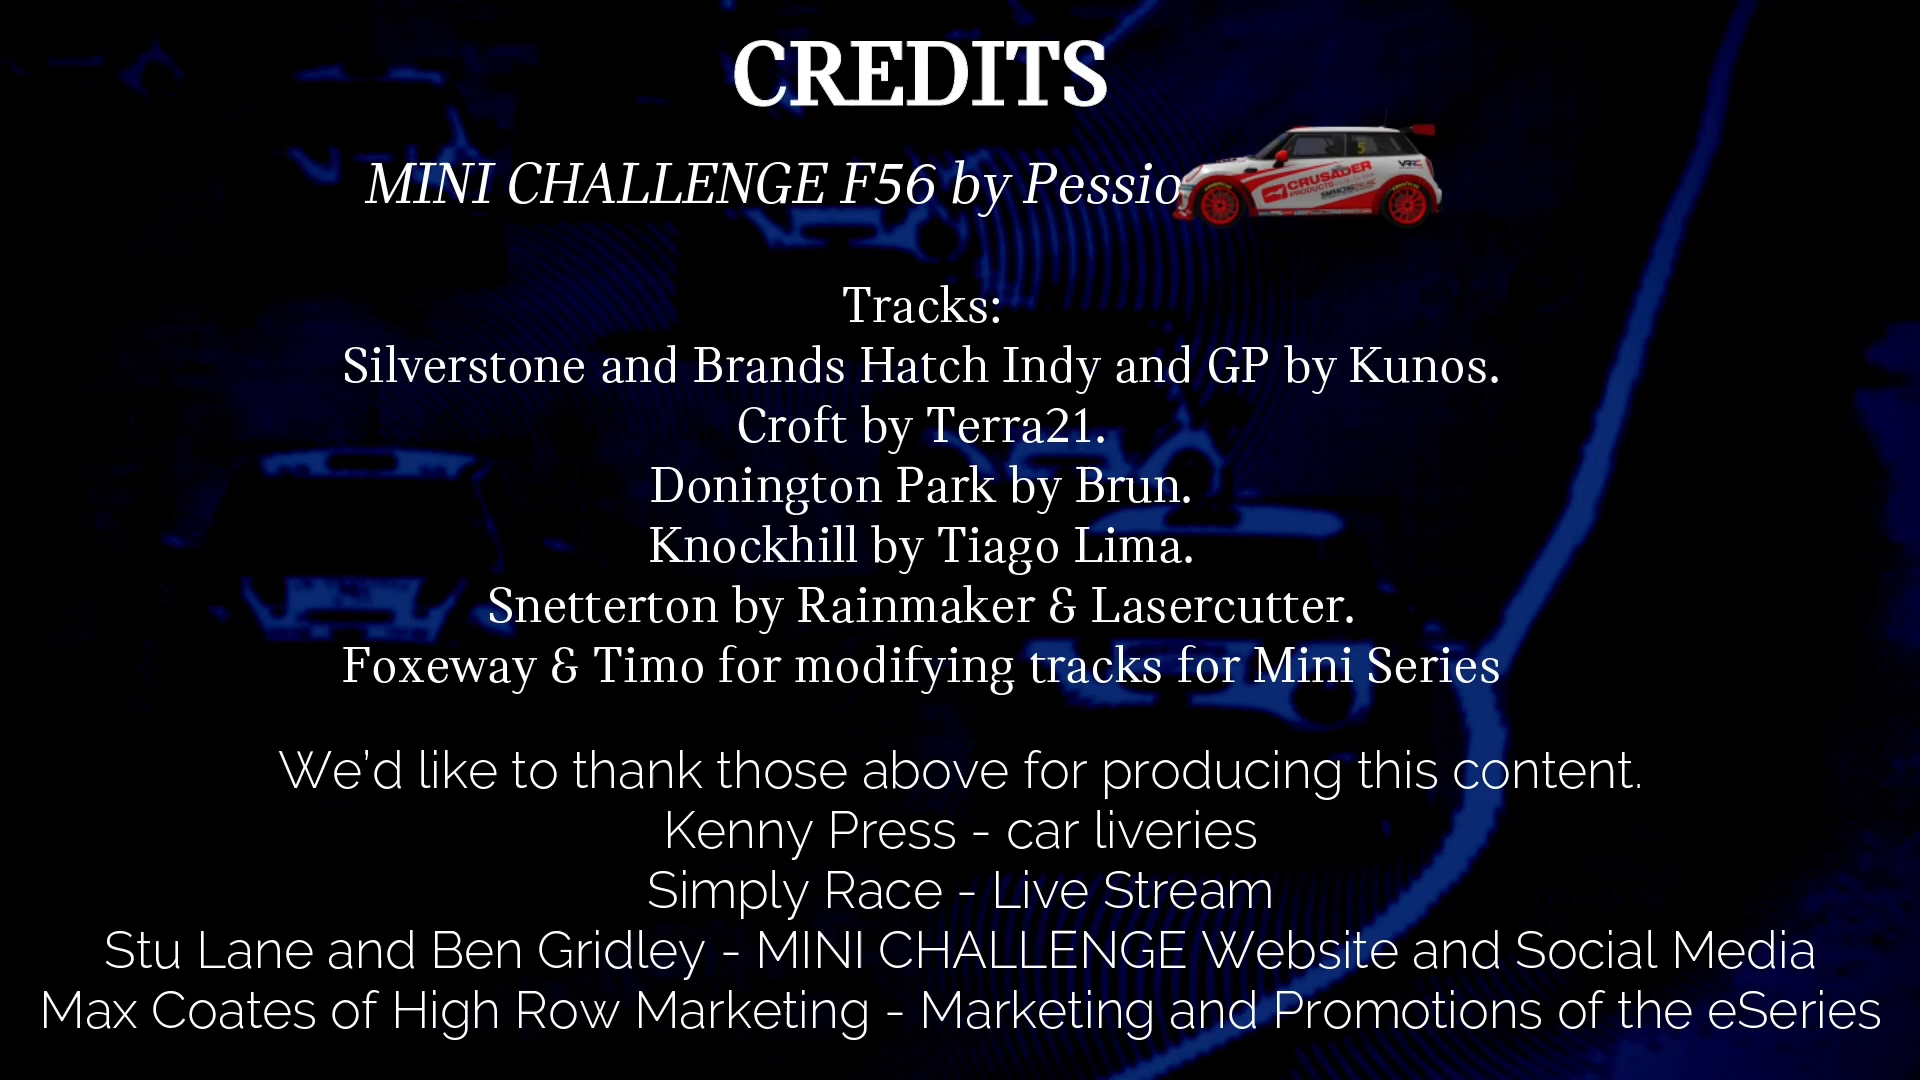 CREDITS
MINI CHALLENGE F56 by Pessio
5
CRUSADER
PRODUCTS
Tracks:
Silverstone and Brands Hatch Indy and GP by Kunos.
Croft by Terra21.
Donington Park by Brun.
Knockhill by Tiago Lima.
Snetterton by Rainmaker & Lasercutter.
Foxeway & Timo for modifying tracks for Mini Series
We’d like to thank those above for producing this content.
Kenny Press - car liveries
Simply Race - Live Stream
Stu Lane and Ben Gridley - MINI CHALLENGE Website and Social Media
Max Coates of High Row Marketing - Marketing and Promotions of the eSeries